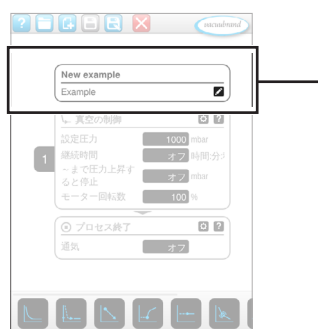 ?
vacuubrand
New example
Example
真空の制御 ?
設定圧力 1000 mbar
継続時間 オフ 時間:分:
－まで圧力上昇す
ると停止 オフ mbar
モーター回転数 100 %
1
プロセス終了 ?
通気 オフ